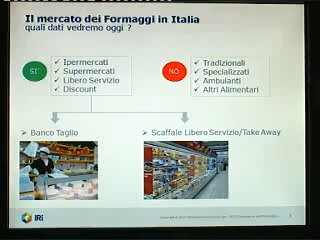 Il mercato dei Formaggi in Italia
quali dati vedremo oggi ?
SI'
✓ Ipermercati
✓ Supermercati
✓ Libero Servizio
✓ Discount
NO
✓ Tradizionali
✓ Specializzati
✓ Ambulanti
✓ Altri Alimentari
➢ Banco Taglio
➢ Scaffale Libero Servizio/Take Away
IRi